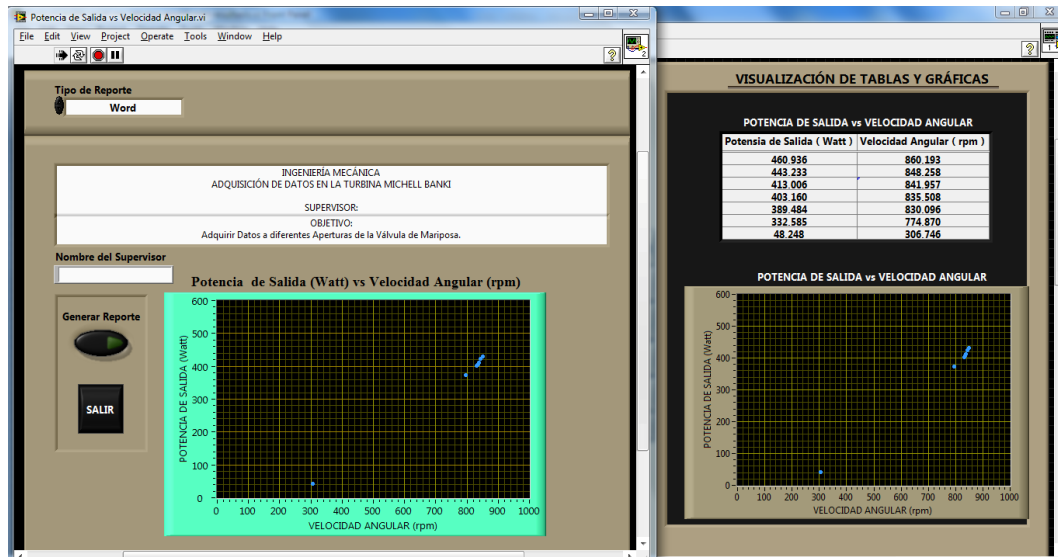 Potencia de Salida vs Velocidad Angular.vi
File Edit View Project Operate Tools Window Help
2
Tipo de Reporte
Word
INGENIERÍA MECÁNICA
ADQUISICIÓN DE DATOS EN LA TURBINA MICHELL BANKI
SUPERVISOR:
OBJETIVO:
Adquirir Datos a diferentes Aperturas de la Válvula de Mariposa.
Nombre del Supervisor
Generar Reporte
SALIR
Potencia de Salida (Watt) vs Velocidad Angular (rpm)
POTENCIA DE SALIDA (Watt)
600
500
400
300
200
100
0
0 100 200 300 400 500 600 700 800 900 1000
VELOCIDAD ANGULAR (rpm)
1
VISUALIZACIÓN DE TABLAS Y GRÁFICAS
POTENCIA DE SALIDA vs VELOCIDAD ANGULAR
Potensia de Salida ( Watt ) Velocidad Angular ( rpm )
460.936 860.193
443.233 848.258
413.006 841.957
403.160 835.508
389.484 830.096
332.585 774.870
48.248 306.746
POTENCIA DE SALIDA vs VELOCIDAD ANGULAR
POTENCIA DE SALIDA (Watt)
600
500
400
300
200
100
0
0 100 200 300 400 500 600 700 800 900 1000
VELOCIDAD ANGULAR (rpm)